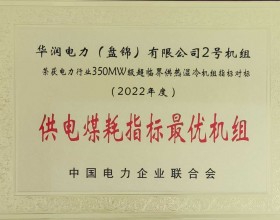 华润电力（盘锦）有限公司2号机组
荣获电力行业350MW级超临界供热湿冷机组指标对标
（2022年度）
供电煤耗指标最优机组
中国电力企业联合会